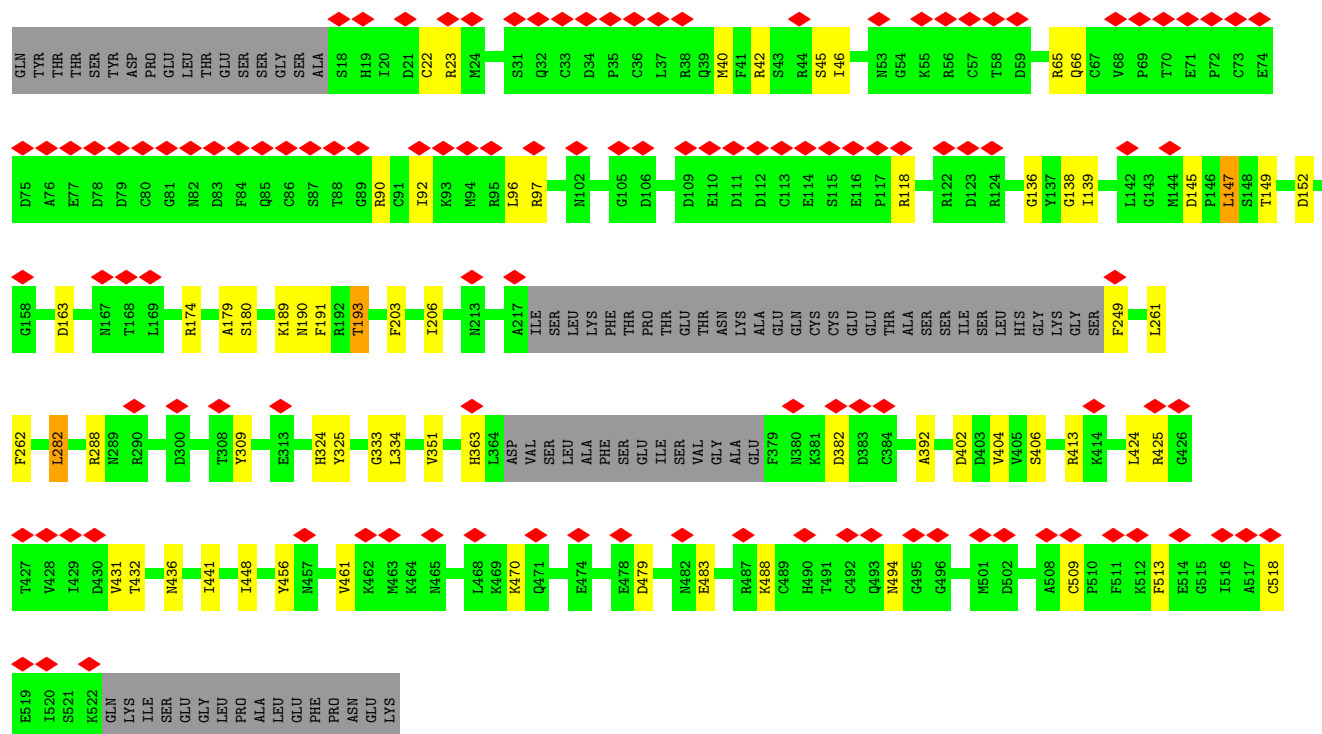 GLN TYR THR THR SER TYR ASP PRO GLU LEU THR GLU SER SER GLY SER ALA S18 H19 I20 D21 C22 R23 M24 S31 Q32 C33 D34 P35 C36 L37 R38 Q39 M40 F41 R42 S43 R44 S45 I46 N53 G54 K55 R56 C57 T58 D59 R65 Q66 C67 V68 P69 T70 E71 P72 C73 E74
D75 A76 E77 D78 D79 C80 G81 N82 D83 F84 Q85 C86 S87 T88 G89 R90 C91 I92 K93 M94 R95 L96 R97 N102 G105 D106 D109 E110 D111 D112 C113 E114 S115 E116 P117 R118 R122 D123 R124 G136 Y137 G138 I139 L142 G143 M144 D145 P146 L147 S148 T149 D152
G158 D163 N167 T168 L169 R174 A179 S180 K189 N190 F191 R192 T193 F203 I206 N213 A217 ILE SER LEU LYS PHE THR PRO THR GLU THR ASN LYS ALA GLU GLN CYS CYS GLU GLU THR ALA SER SER ILE SER LEU HIS GLY LYS GLY SER F249 L261
F262 L282 R288 N289 R290 D300 T308 Y309 E313 H324 Y325 G333 L334 V351 H363 L364 ASP VAL SER LEU ALA PHE SER GLU ILE SER VAL GLY ALA GLU F379 N380 K381 D382 D383 C384 A392 D402 D403 V404 V405 S406 R413 K414 L424 R425 G426
T427 V428 I429 D430 V431 T432 N436 I441 I448 Y456 N457 V461 K462 M463 K464 N465 L468 K469 K470 Q471 E474 E478 D479 N482 E483 R487 K488 C489 H490 T491 C492 Q493 N494 G495 G496 M501 D502 A508 C509 P510 F511 K512 F513 E514 G515 I516 A517 C518
E519 I520 S521 K522 GLN LYS ILE SER GLU GLY LEU PRO ALA LEU GLU PHE PRO ASN GLU LYS